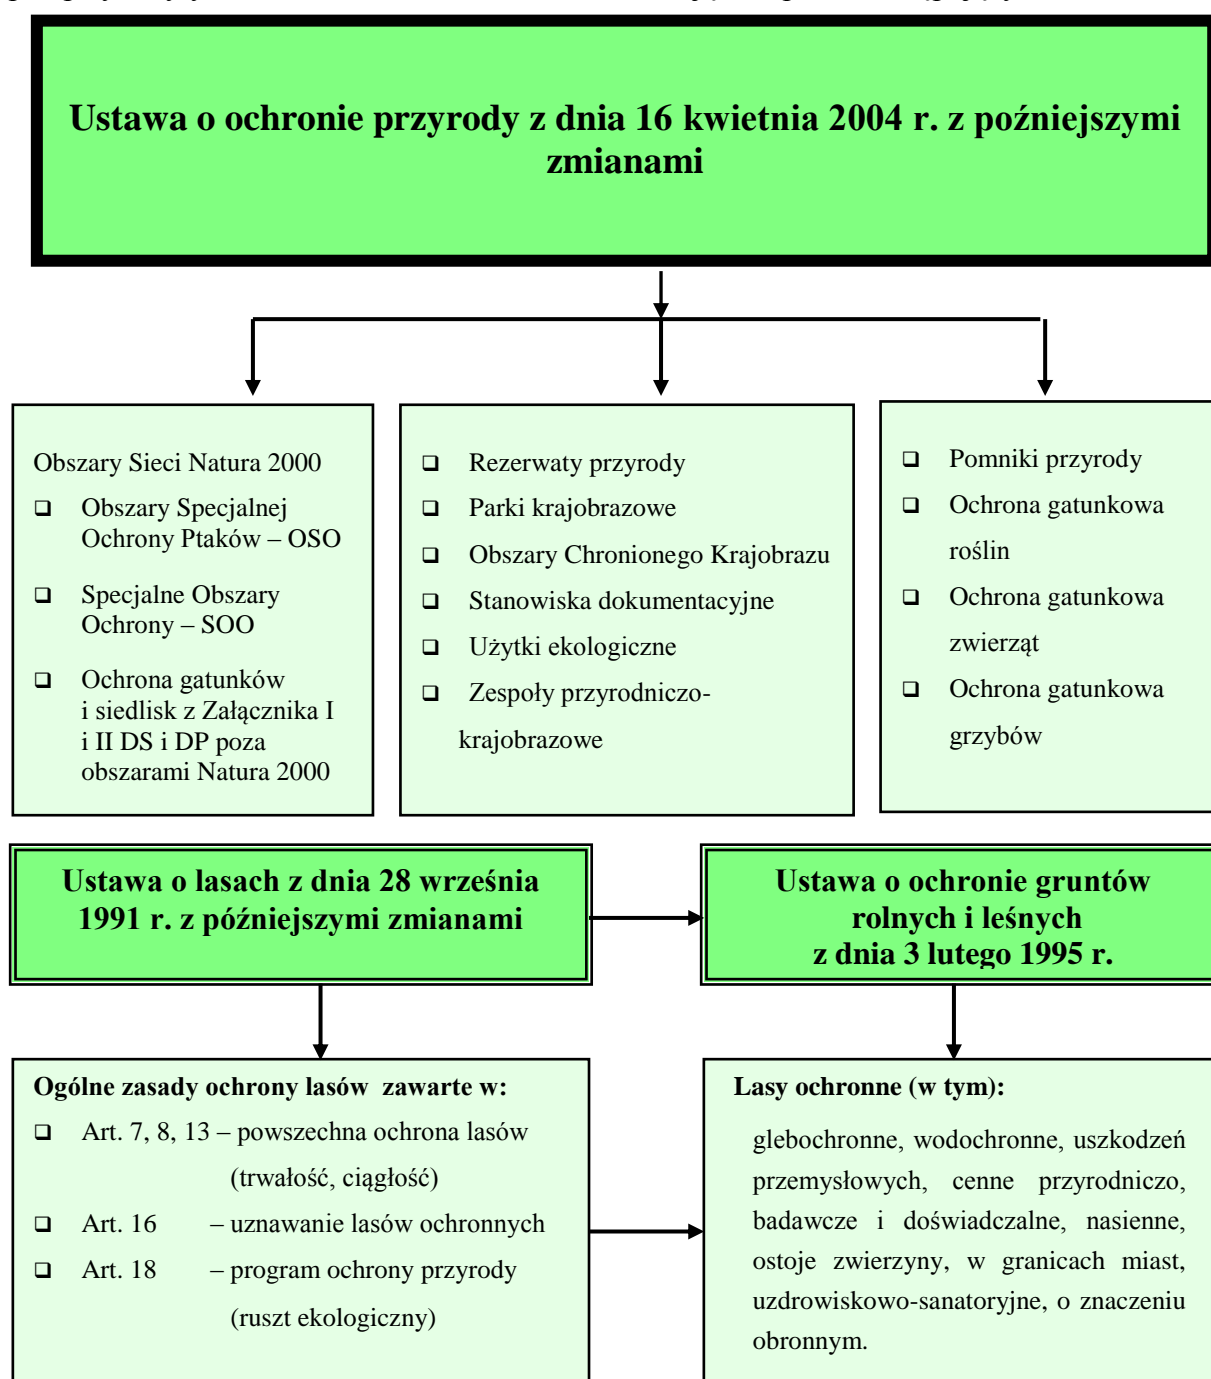 Ustawa o ochronie przyrody z dnia 16 kwietnia 2004 r. z poźniejszymi
zmianami
Obszary Sieci Natura 2000
❑ Obszary Specjalnej
Ochrony Ptaków – OSO
❑ Specjalne Obszary
Ochrony – SOO
❑ Ochrona gatunków
i siedlisk z Załącznika I
i II DS i DP poza
obszarami Natura 2000
❑ Rezerwaty przyrody
❑ Parki krajobrazowe
❑ Obszary Chronionego Krajobrazu
❑ Stanowiska dokumentacyjne
❑ Użytki ekologiczne
❑ Zespoły przyrodniczo-
krajobrazowe
❑ Pomniki przyrody
❑ Ochrona gatunkowa
roślin
❑ Ochrona gatunkowa
zwierząt
❑ Ochrona gatunkowa
grzybów
Ustawa o lasach z dnia 28 września
1991 r. z późniejszymi zmianami
Ustawa o ochronie gruntów
rolnych i leśnych
z dnia 3 lutego 1995 r.
Ogólne zasady ochrony lasów zawarte w:
❑ Art. 7, 8, 13 – powszechna ochrona lasów
(trwałość, ciągłość)
❑ Art. 16 – uznawanie lasów ochronnych
❑ Art. 18 – program ochrony przyrody
(ruszt ekologiczny)
Lasy ochronne (w tym):
glebochronne, wodochronne, uszkodzeń
przemysłowych, cenne przyrodniczo,
badawcze i doświadczalne, nasienne,
ostoje zwierzyny, w granicach miast,
uzdrowiskowo-sanatoryjne, o znaczeniu
obronnym.